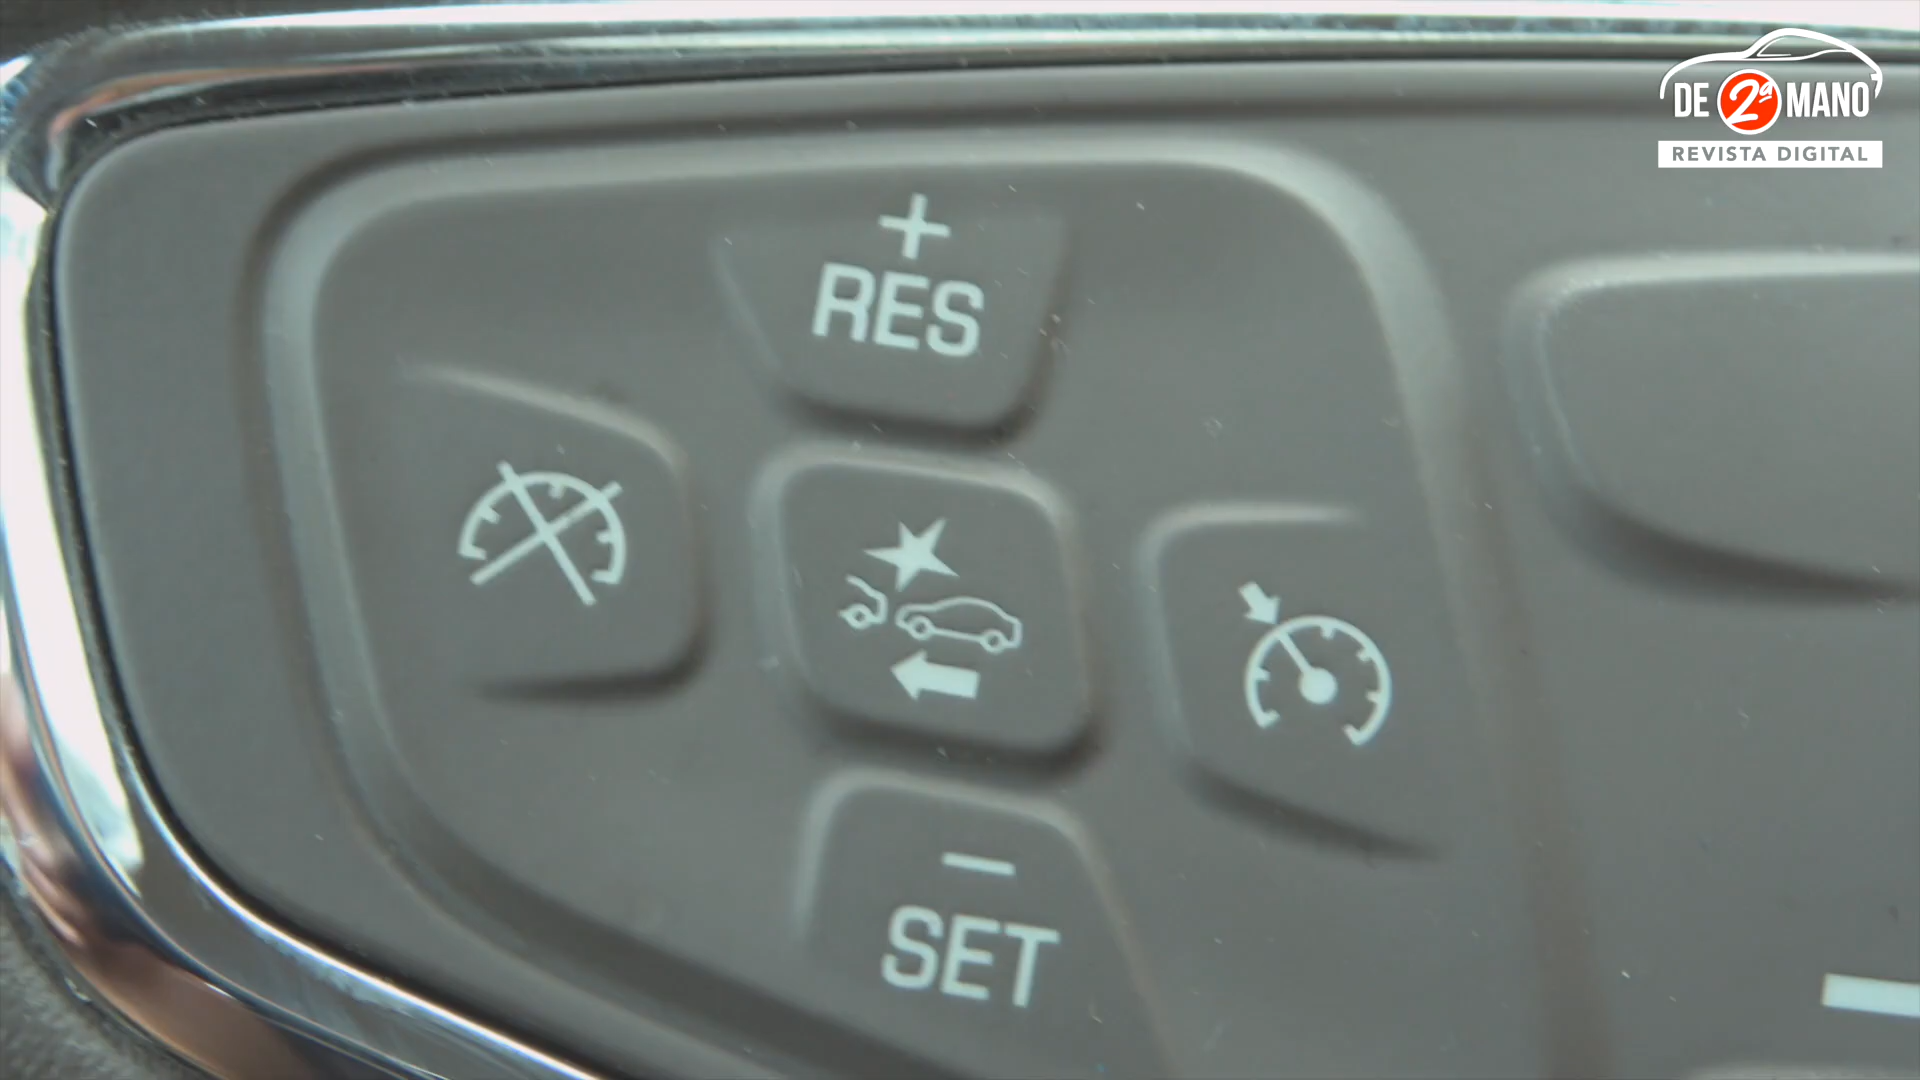 DE 2ª MANO
REVISTA DIGITAL
+
RES
−
SET